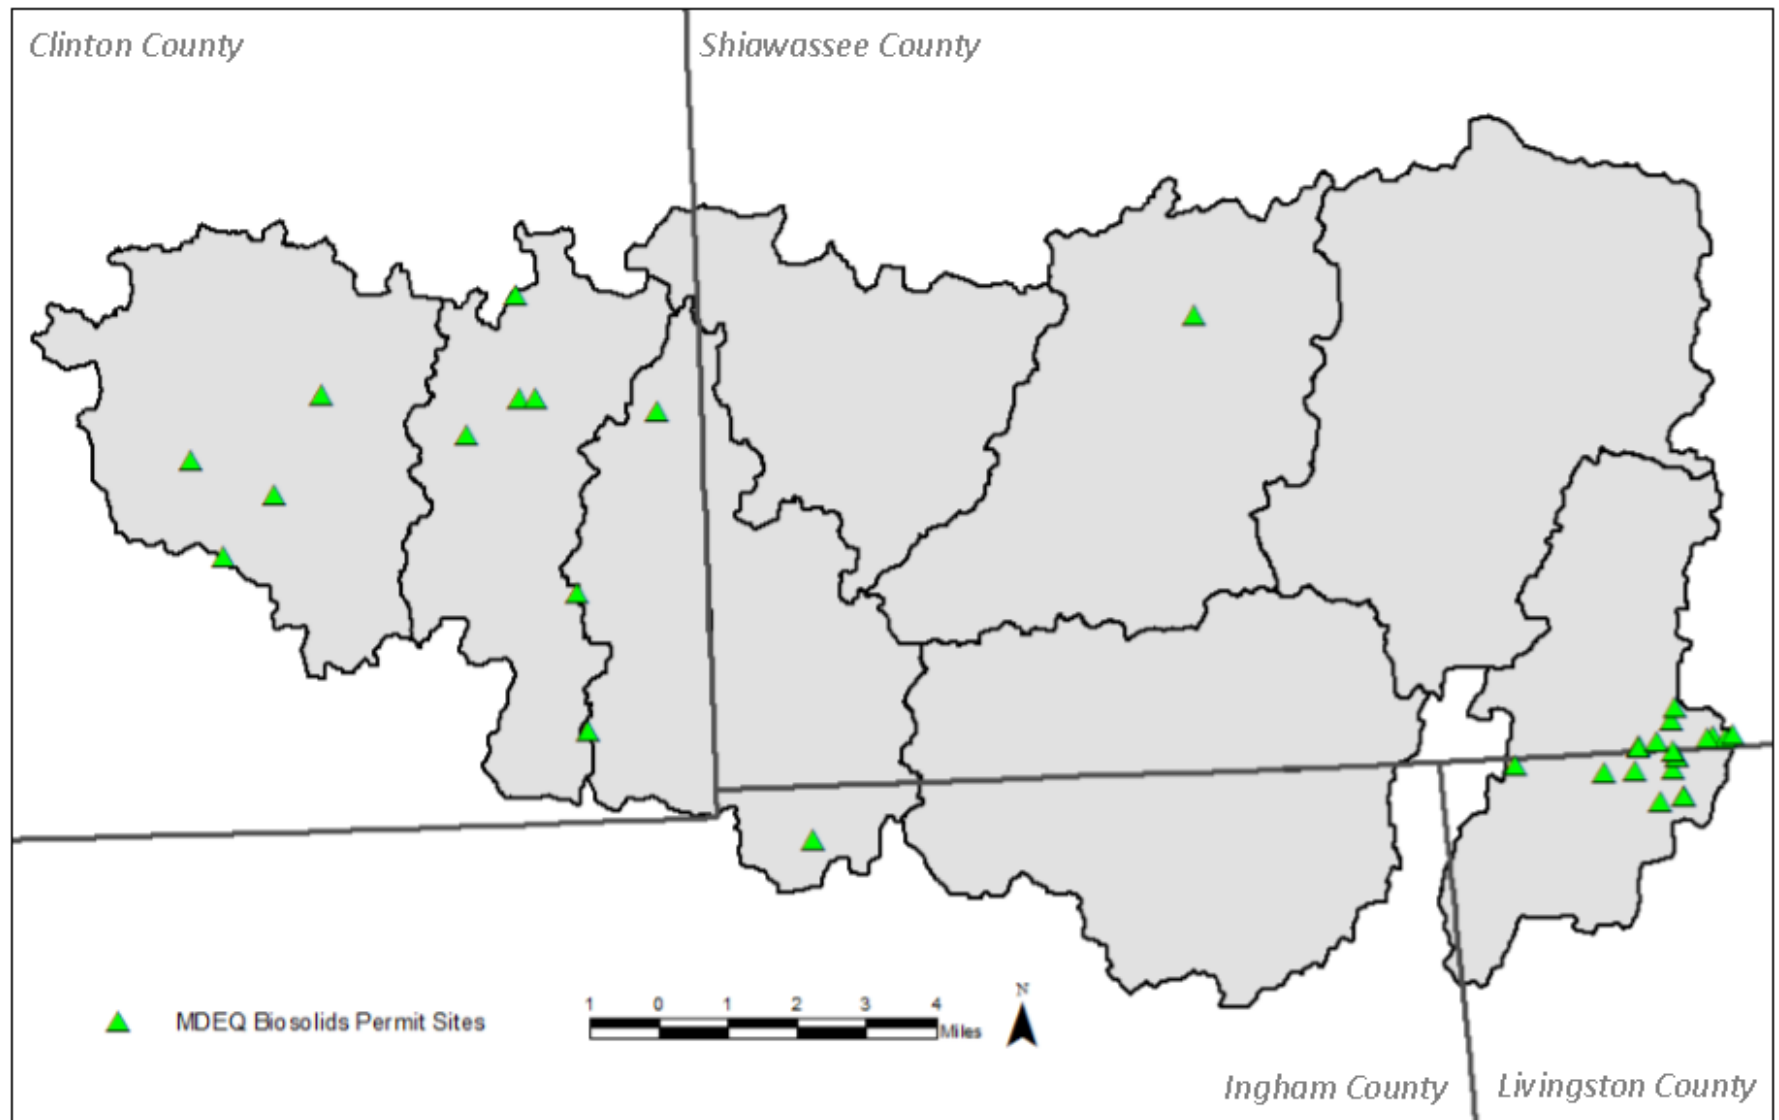 Clinton County
Shiawassee County
MDEQ Biosolids Permit Sites
1 0 1 2 3 4
Miles
N
Ingham County
Livingston County